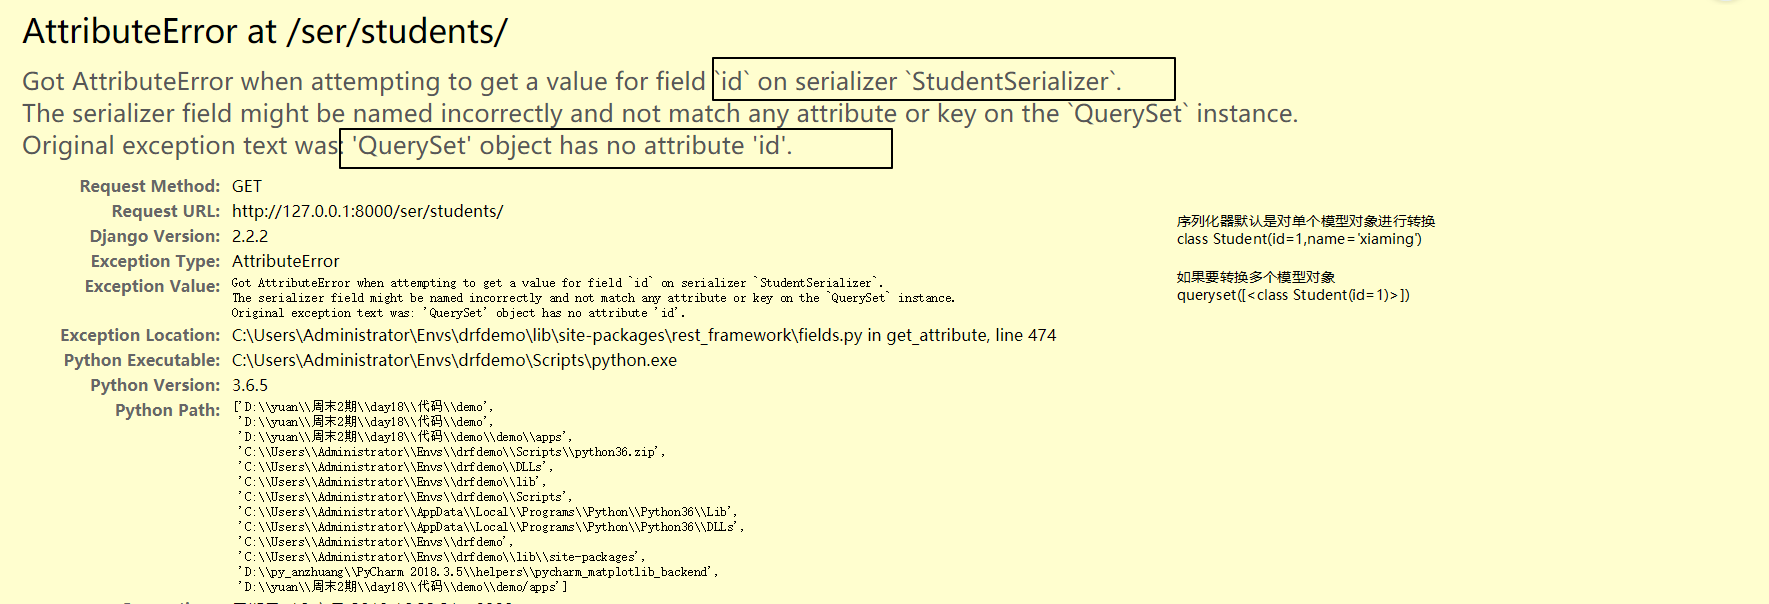 AttributeError at /ser/students/
Got AttributeError when attempting to get a value for field `id` on serializer `StudentSerializer`.
The serializer field might be named incorrectly and not match any attribute or key on the `QuerySet` instance.
Original exception text was: 'QuerySet' object has no attribute 'id'.
Request Method: GET
Request URL: http://127.0.0.1:8000/ser/students/
Django Version: 2.2.2
Exception Type: AttributeError
Exception Value: Got AttributeError when attempting to get a value for field `id` on serializer `StudentSerializer`.
The serializer field might be named incorrectly and not match any attribute or key on the `QuerySet` instance.
Original exception text was: 'QuerySet' object has no attribute 'id'.
序列化器默认是对单个模型对象进行转换
class Student(id=1,name='xiaming')
如果要转换多个模型对象
queryset([<class Student(id=1)>])
Exception Location: C:\Users\Administrator\Envs\drfdemo\lib\site-packages\rest_framework\fields.py in get_attribute, line 474
Python Executable: C:\Users\Administrator\Envs\drfdemo\Scripts\python.exe
Python Version: 3.6.5
Python Path: ['D:\\yuan\\周末2期\\day18\\代码\\demo',
'D:\\yuan\\周末2期\\day18\\代码\\demo',
'D:\\yuan\\周末2期\\day18\\代码\\demo\\demo\\apps',
'C:\\Users\\Administrator\\Envs\\drfdemo\\Scripts\\python36.zip',
'C:\\Users\\Administrator\\Envs\\drfdemo\\DLLs',
'C:\\Users\\Administrator\\Envs\\drfdemo\\lib',
'C:\\Users\\Administrator\\Envs\\drfdemo\\Scripts',
'C:\\Users\\Administrator\\AppData\\Local\\Programs\\Python\\Python36\\Lib',
'C:\\Users\\Administrator\\AppData\\Local\\Programs\\Python\\Python36\\DLLs',
'C:\\Users\\Administrator\\Envs\\drfdemo',
'C:\\Users\\Administrator\\Envs\\drfdemo\\lib\\site-packages',
'D:\\py_anzhuang\\PyCharm 2018.3.5\\helpers\\pycharm_matplotlib_backend',
'D:\\yuan\\周末2期\\day18\\代码\\demo\\demo/apps']